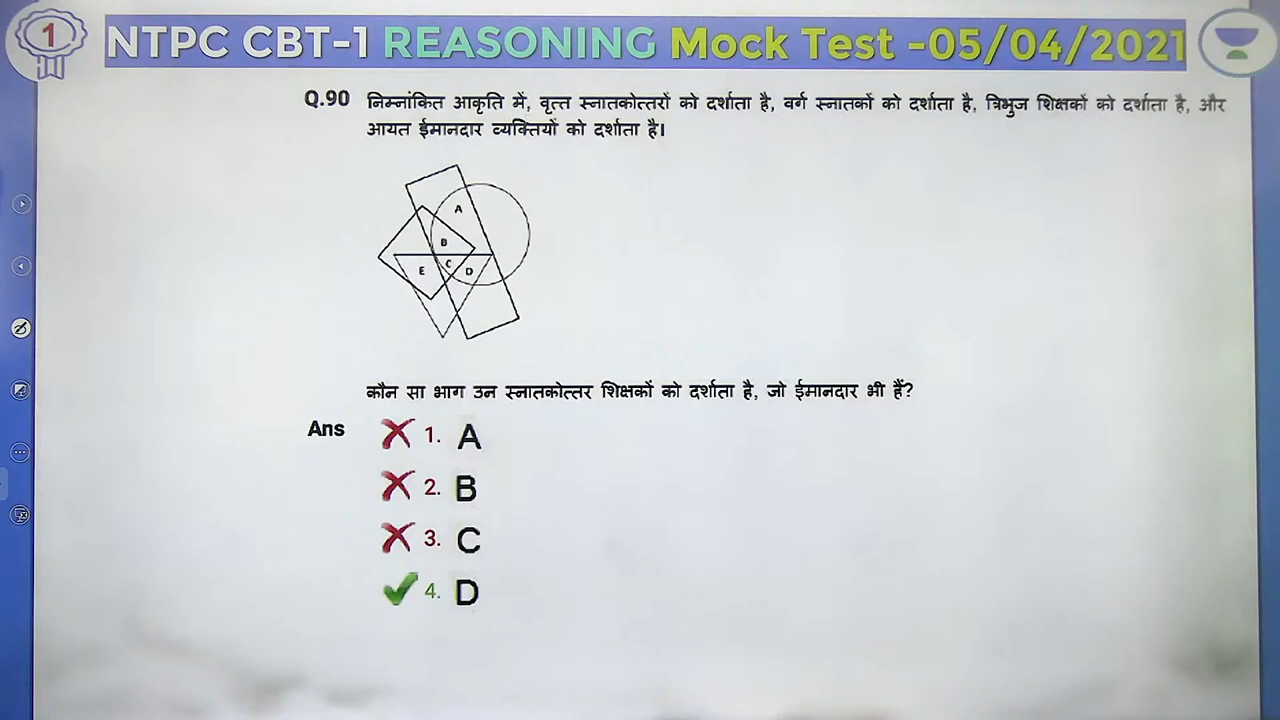 1
NTPC CBT-1 REASONING Mock Test -05/04/2021
Q.90 निम्नांकित आकृति में, वृत्त स्नातकोत्तरों को दर्शाता है, वर्ग स्नातकों को दर्शाता है, त्रिभुज शिक्षकों को दर्शाता है, और
आयत ईमानदार व्यक्तियों को दर्शाता है।
A
B
C
E
D
कौन सा भाग उन स्नातकोत्तर शिक्षकों को दर्शाता है, जो ईमानदार भी हैं?
Ans 1. A
2. B
3. C
4. D